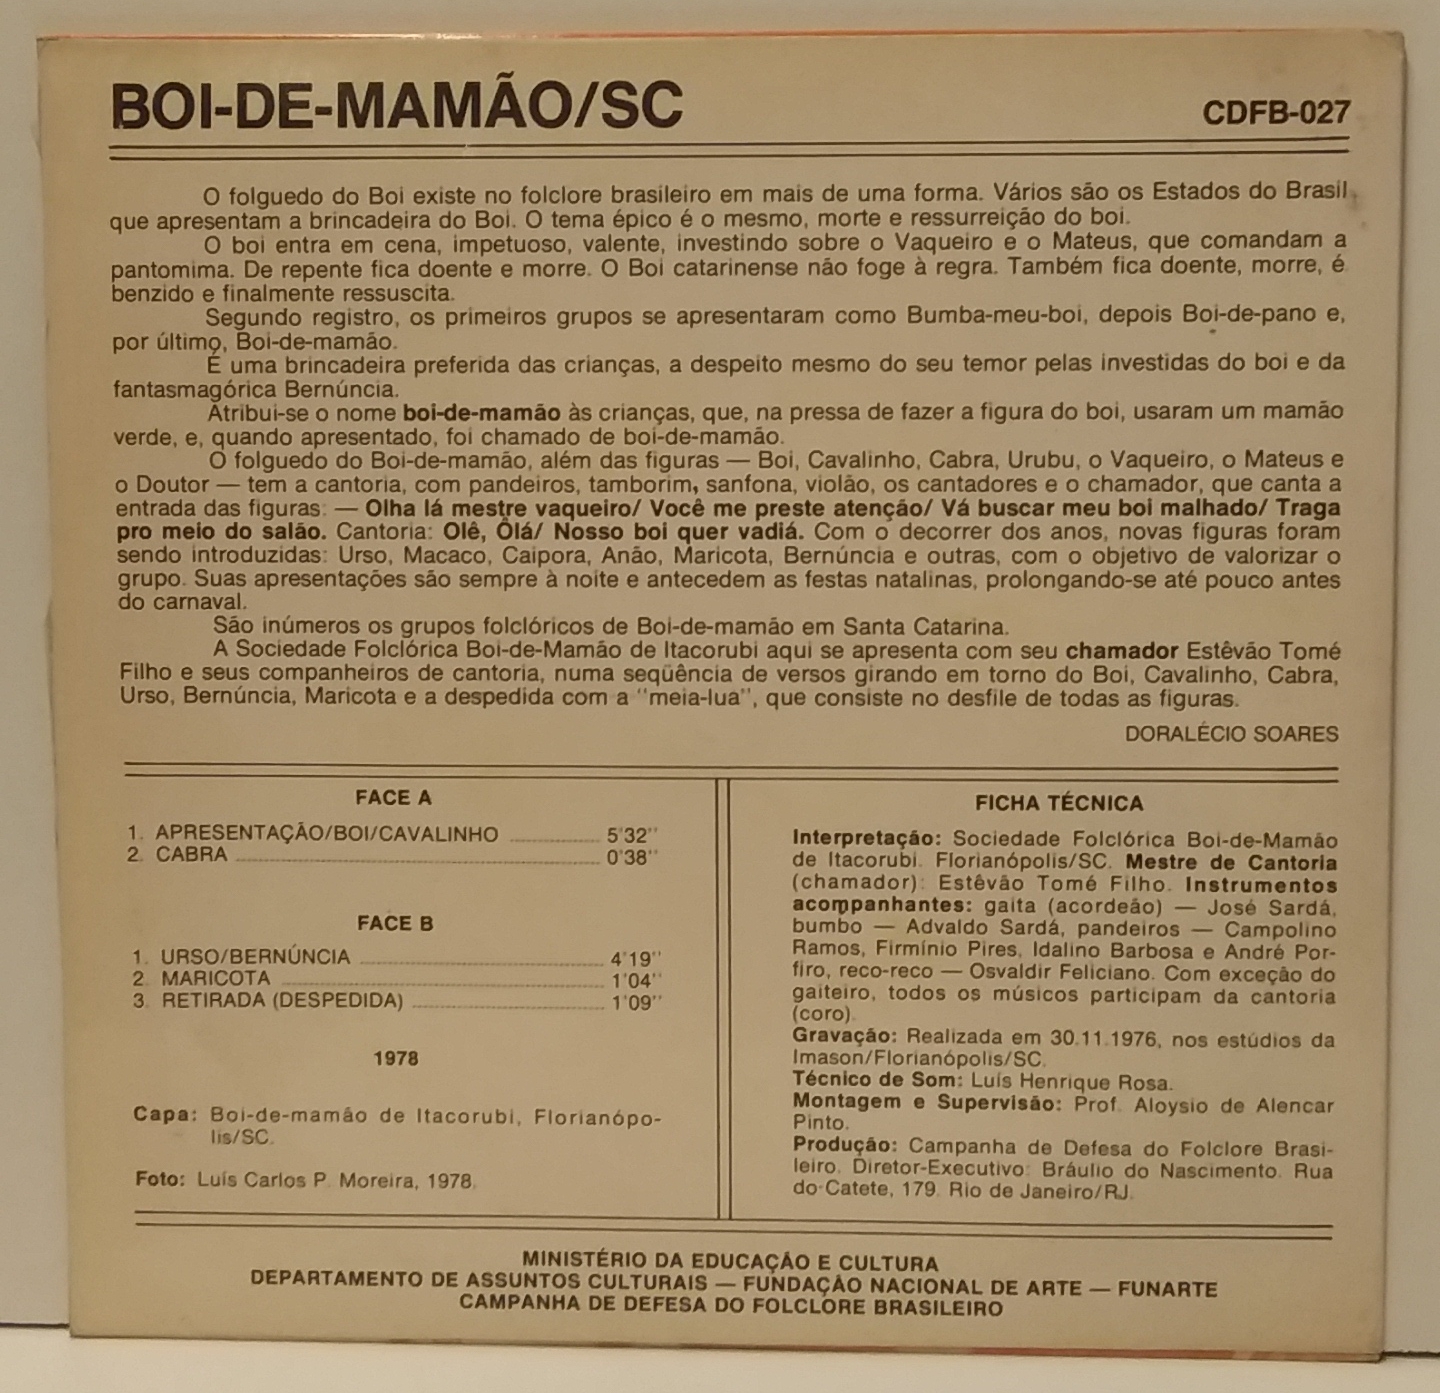 BOI-DE-MAMÃO/SC
CDFB-027
O folguedo do Boi existe no folclore brasileiro em mais de uma forma. Vários são os Estados do Brasil
que apresentam a brincadeira do Boi. O tema épico é o mesmo, morte e ressurreição do boi.
O boi entra em cena, impetuoso, valente, investindo sobre o Vaqueiro e o Mateus, que comandam a
pantomima. De repente fica doente e morre. O Boi catarinense não foge à regra. Também fica doente, morre, é
benzido e finalmente ressuscita.
Segundo registro, os primeiros grupos se apresentaram como Bumba-meu-boi, depois Boi-de-pano e,
por último, Boi-de-mamão.
É uma brincadeira preferida das crianças, a despeito mesmo do seu temor pelas investidas do boi e da
fantasmagórica Bernúncia.
Atribui-se o nome boi-de-mamão às crianças, que, na pressa de fazer a figura do boi, usaram um mamão
verde, e, quando apresentado, foi chamado de boi-de-mamão.
O folguedo do Boi-de-mamão, além das figuras — Boi, Cavalinho, Cabra, Urubu, o Vaqueiro, o Mateus e
o Doutor — tem a cantoria, com pandeiros, tamborim, sanfona, violão, os cantadores e o chamador, que canta a
entrada das figuras: — Olha lá mestre vaqueiro/ Você me preste atenção/ Vá buscar meu boi malhado/ Traga
pro meio do salão. Cantoria: Olê, Ôlá/ Nosso boi quer vadiá. Com o decorrer dos anos, novas figuras foram
sendo introduzidas: Urso, Macaco, Caipora, Anão, Maricota, Bernúncia e outras, com o objetivo de valorizar o
grupo. Suas apresentações são sempre à noite e antecedem as festas natalinas, prolongando-se até pouco antes
do carnaval.
São inúmeros os grupos folclóricos de Boi-de-mamão em Santa Catarina.
A Sociedade Folclórica Boi-de-Mamão de Itacorubi aqui se apresenta com seu chamador Estêvão Tomé
Filho e seus companheiros de cantoria, numa seqüência de versos girando em torno do Boi, Cavalinho, Cabra,
Urso, Bernúncia, Maricota e a despedida com a "meia-lua", que consiste no desfile de todas as figuras.
DORALÉCIO SOARES
FACE A
1. APRESENTAÇÃO/BOI/CAVALINHO 5'32''
2. CABRA 0'38''
FACE B
1. URSO/BERNÚNCIA 4'19''
2. MARICOTA 1'04''
3. RETIRADA (DESPEDIDA) 1'09''
1978
Capa: Boi-de-mamão de Itacorubi, Florianópo-
lis/SC.
Foto: Luís Carlos P. Moreira, 1978.
FICHA TÉCNICA
Interpretação: Sociedade Folclórica Boi-de-Mamão
de Itacorubi. Florianópolis/SC. Mestre de Cantoria
(chamador): Estêvão Tomé Filho. Instrumentos
acompanhantes: gaita (acordeão) — José Sardá,
bumbo — Advaldo Sardá, pandeiros — Campolino
Ramos, Firmínio Pires, Idalino Barbosa e André Por-
firo, reco-reco — Osvaldir Feliciano. Com exceção do
gaiteiro, todos os músicos participam da cantoria
(coro).
Gravação: Realizada em 30.11.1976, nos estúdios da
Imason/Florianópolis/SC.
Técnico de Som: Luís Henrique Rosa.
Montagem e Supervisão: Prof. Aloysio de Alencar
Pinto.
Produção: Campanha de Defesa do Folclore Brasi-
leiro. Diretor-Executivo: Bráulio do Nascimento. Rua
do Catete, 179. Rio de Janeiro/RJ.
MINISTÉRIO DA EDUCAÇÃO E CULTURA
DEPARTAMENTO DE ASSUNTOS CULTURAIS — FUNDAÇÃO NACIONAL DE ARTE — FUNARTE
CAMPANHA DE DEFESA DO FOLCLORE BRASILEIRO